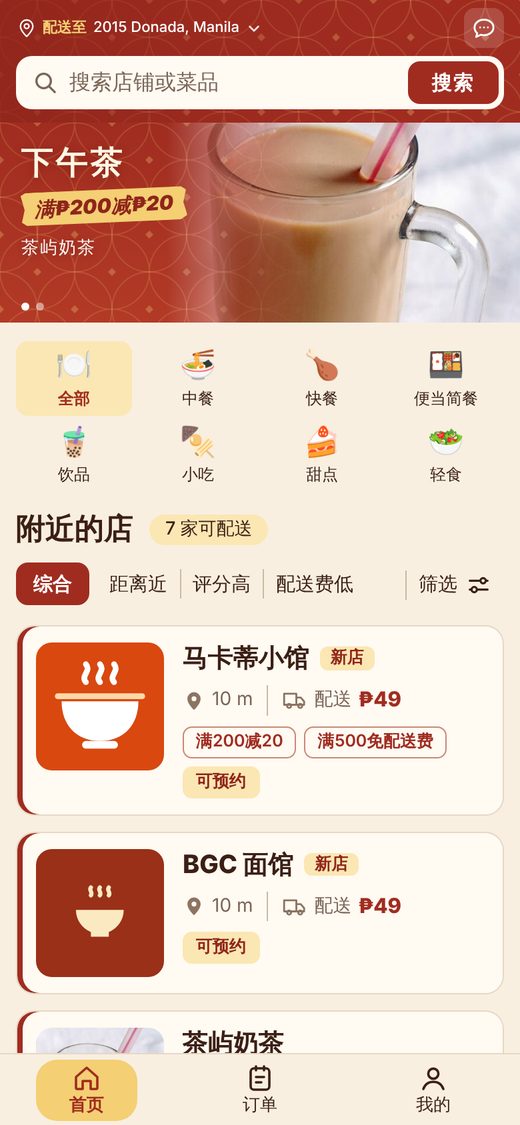 配送至 2015 Donada, Manila
搜索店铺或菜品 搜索
下午茶
满₱200减₱20
茶屿奶茶
全部 中餐 快餐 便当简餐
饮品 小吃 甜点 轻食
附近的店 7 家可配送
综合 距离近 评分高 配送费低 筛选
马卡蒂小馆 新店
10 m 配送 ₱49
满200减20 满500免配送费
可预约
BGC 面馆 新店
10 m 配送 ₱49
可预约
茶屿奶茶
首页 订单 我的